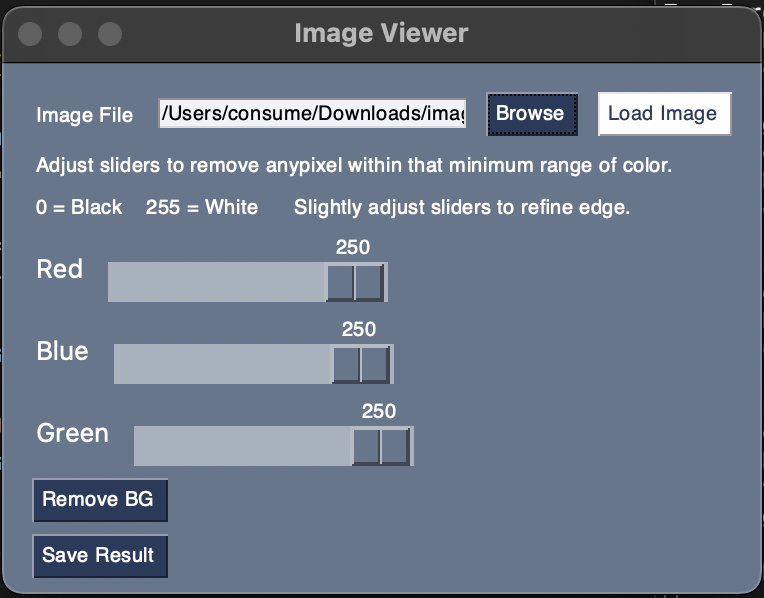 Image Viewer
Image File /Users/consume/Downloads/imag Browse Load Image
Adjust sliders to remove anypixel within that minimum range of color.
0 = Black 255 = White Slightly adjust sliders to refine edge.
250
Red
250
Blue
250
Green
Remove BG
Save Result